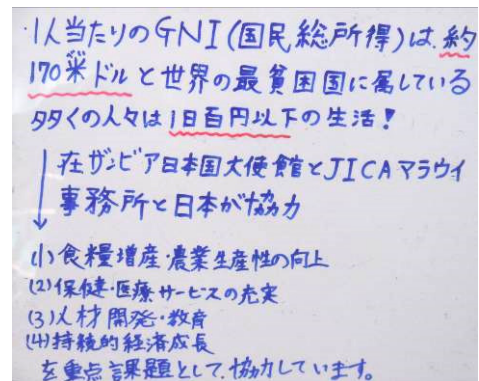 ・1人当たりのGNI(国民総所得)は、約
170米ドルと世界の最貧困国に属している
多くの人々は1日百円以下の生活!
在ザンビア日本国大使館とJICAマラウイ
事務所と日本が協力
(1)食糧増産・農業生産性の向上
(2)保健・医療サービスの充実
(3)人材開発・教育
(4)持続的経済成長
を重点課題として、協力しています。